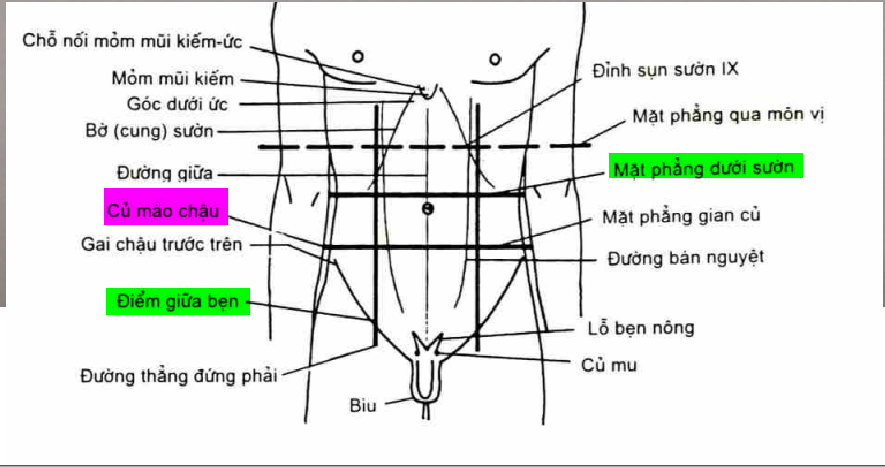 Chỗ nối mỏm mũi kiếm-ức
Mỏm mũi kiếm
Góc dưới ức
Bờ (cung) sườn
Đường giữa
Củ mào chậu
Gai chậu trước trên
Điểm giữa bẹn
Đường thẳng đứng phải
Biu
Đỉnh sụn sườn IX
Mặt phẳng qua môn vị
Mặt phẳng dưới sườn
Mặt phẳng gian củ
Đường bán nguyệt
Lỗ bẹn nông
Củ mu